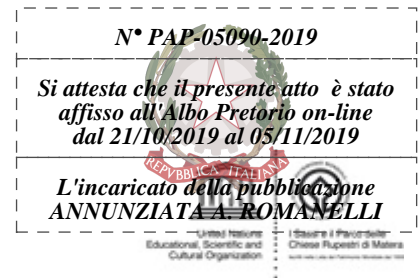 N° PAP-05090-2019
Si attesta che il presente atto è stato
affisso all'Albo Pretorio on-line
dal 21/10/2019 al 05/11/2019
L'incaricato della pubblicazione
ANNUNZIATA A. ROMANELLI
REPVBBLICA ITALIANA
United Nations
Educational, Scientific and
Cultural Organization
I Sassi e il Parco delle
Chiese Rupestri di Matera